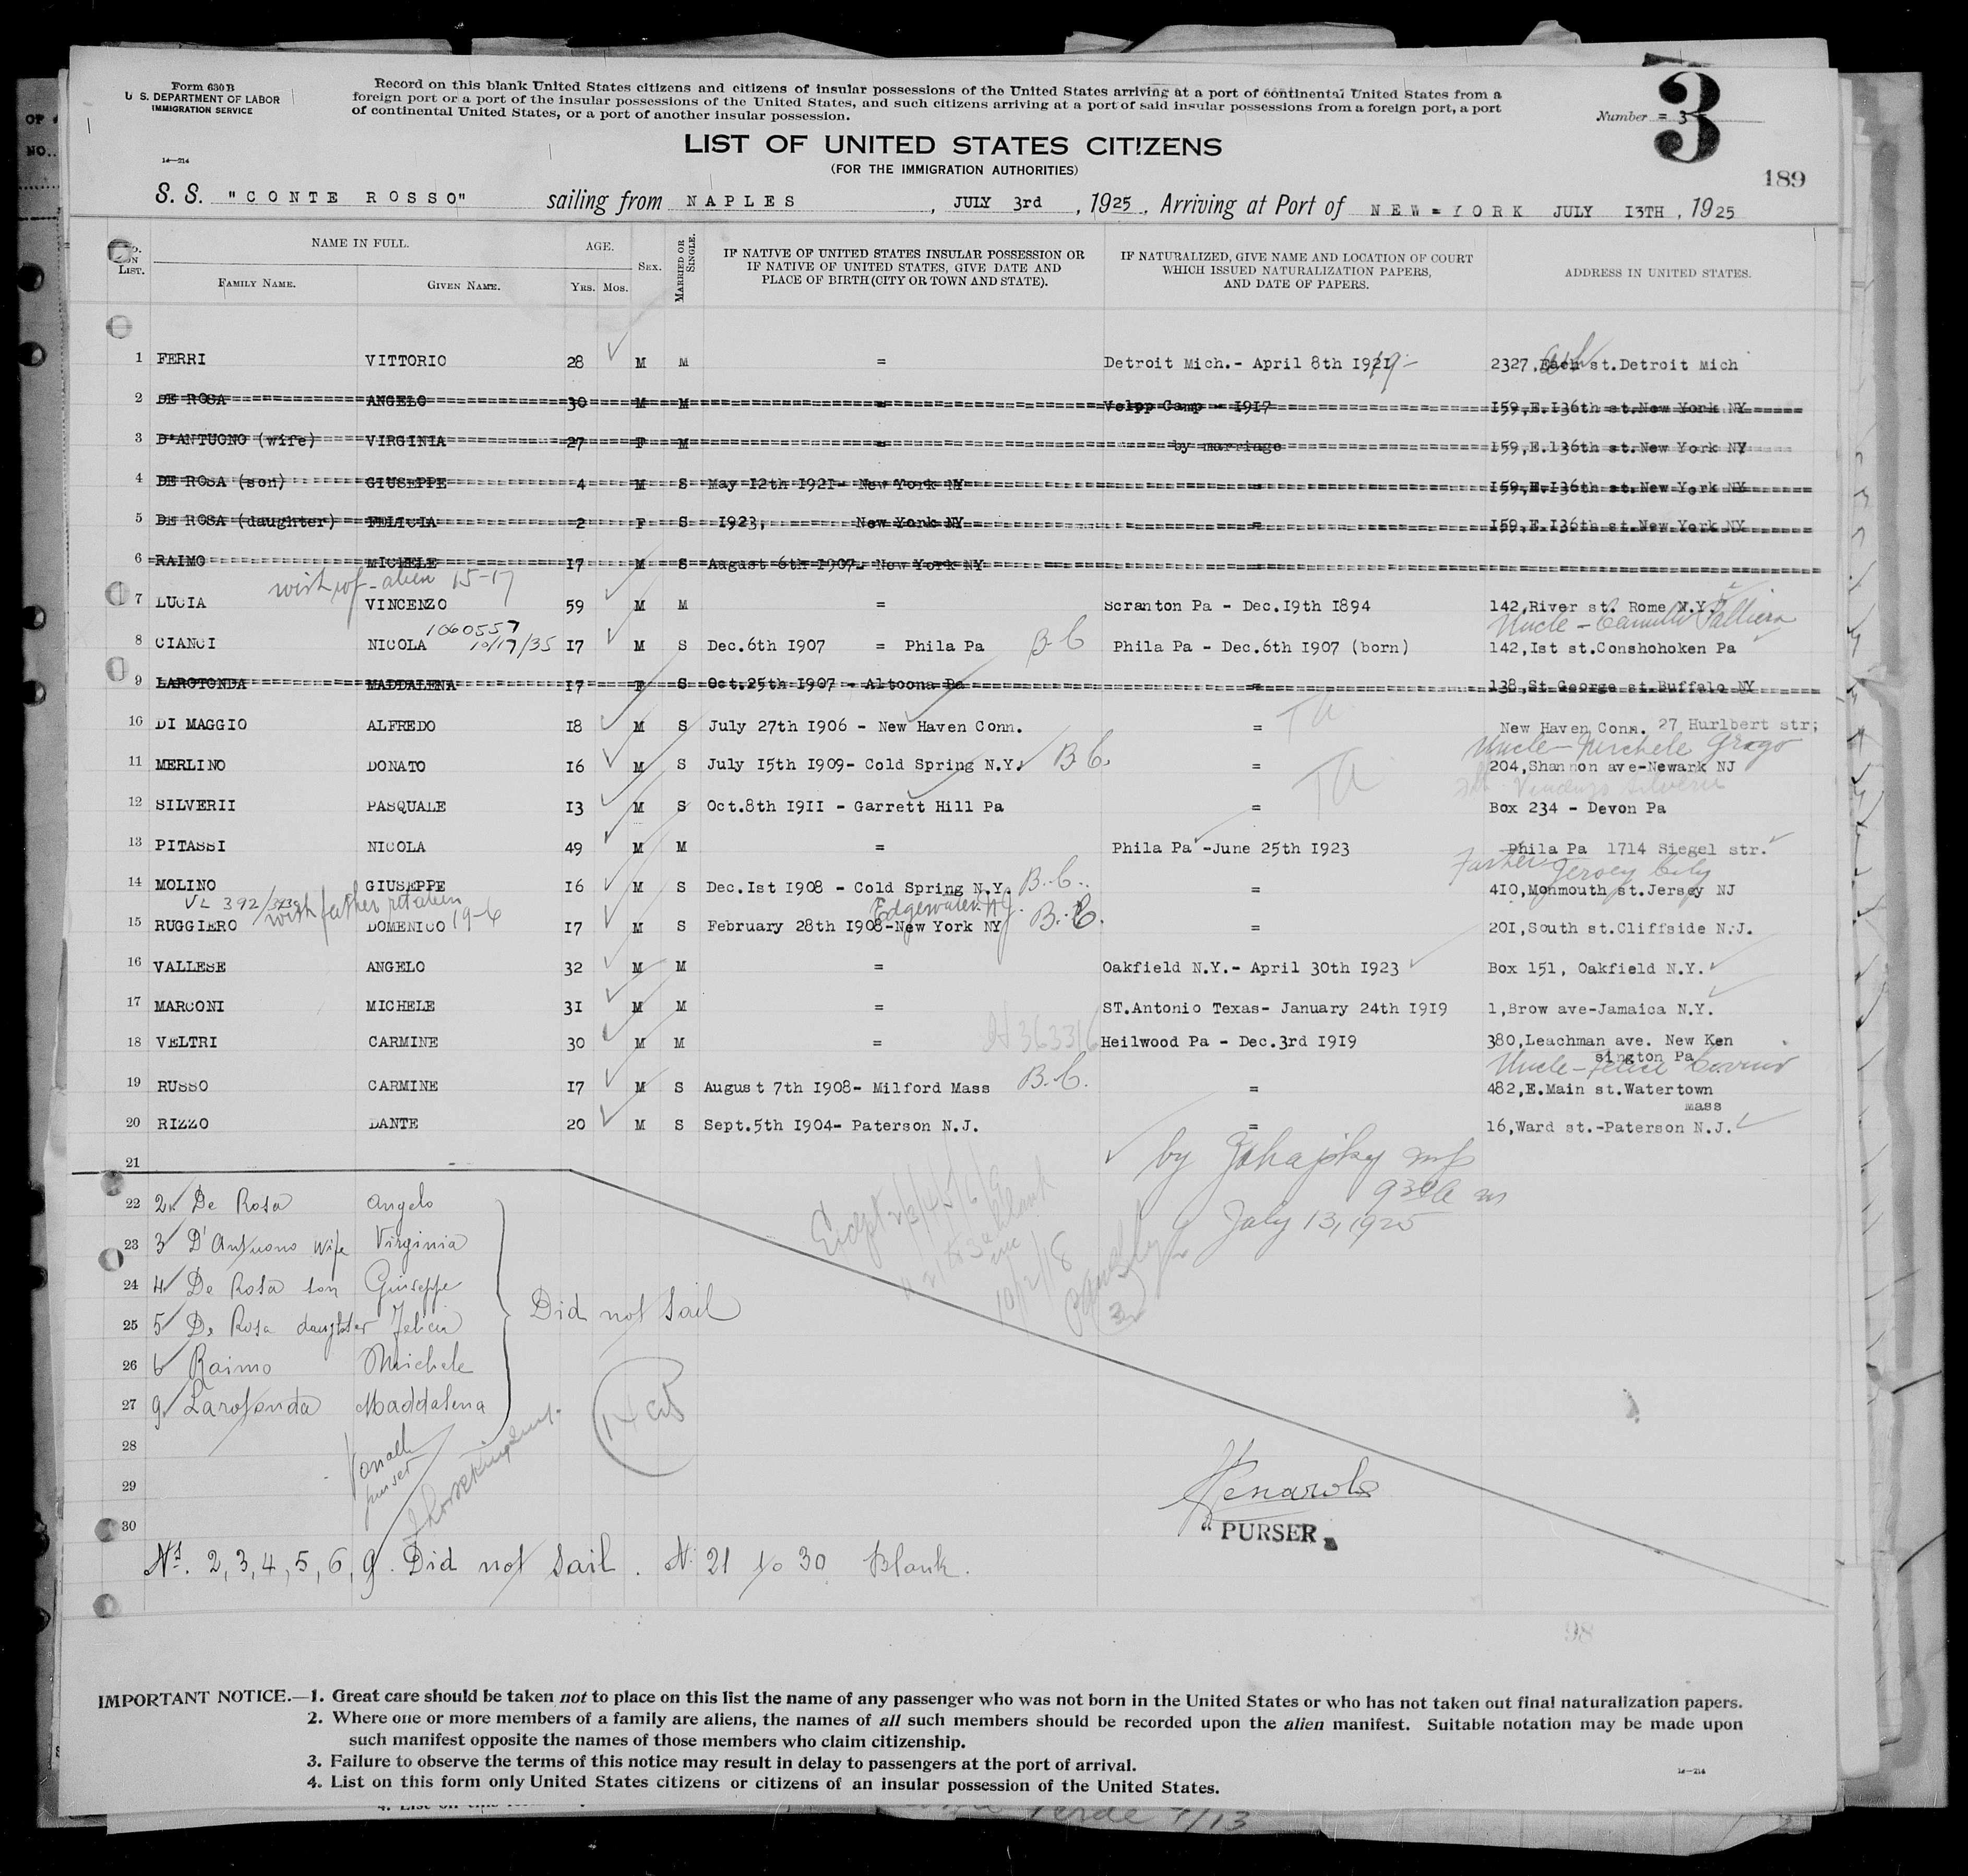 Form 630 B
U. S. DEPARTMENT OF LABOR
IMMIGRATION SERVICE
Record on this blank United States citizens and citizens of insular possessions of the United States arriving at a port of continental United States from a
foreign port or a port of the insular possessions of the United States, and such citizens arriving at a port of said insular possessions from a foreign port, a port
of continental United States, or a port of another insular possession.
Number = 3
3
14—214
LIST OF UNITED STATES CITIZENS
(FOR THE IMMIGRATION AUTHORITIES)
189
S. S. "CONTE ROSSO" sailing from NAPLES, JULY 3rd, 1925, Arriving at Port of NEW=YORK JULY 13TH, 1925
No. ON LIST. NAME IN FULL. FAMILY NAME. GIVEN NAME. AGE. YRS. MOS. SEX. MARRIED OR SINGLE. IF NATIVE OF UNITED STATES INSULAR POSSESSION OR IF NATIVE OF UNITED STATES, GIVE DATE AND PLACE OF BIRTH (CITY OR TOWN AND STATE). IF NATURALIZED, GIVE NAME AND LOCATION OF COURT WHICH ISSUED NATURALIZATION PAPERS, AND DATE OF PAPERS. ADDRESS IN UNITED STATES.
1 FERRI VITTORIO 28 M M = Detroit Mich.- April 8th 1921 19- 2327, st.Detroit Mich
2 DE ROSA ANGELO 30 M M = Camp - 1917 159,E.136th st.New York NY
3 D'ANTUONO (wife) VIRGINIA 27 F M = by marriage 159,E.136th st.New York NY
4 DE ROSA (son) GIUSEPPE 4 M S May 12th 1921- New York NY = 159,E.136th st.New York NY
5 DE ROSA (daughter) FELICIA 2 F S 1923, New York NY = 159,E.136th st.New York NY
6 RAIMO MICHELE 17 M S August 6th 1907- New York NY =
alien 15-17
7 LUCIA VINCENZO 59 M M = Scranton Pa - Dec.19th 1894 142,River st. Rome N.Y.
1060557
Uncle -
8 CIANCI NICOLA 10/17/35 17 M S Dec.6th 1907 = Phila Pa B C Phila Pa - Dec.6th 1907 (born) 142,Ist st.Conshohoken Pa
9 LAROTONDA MADDALENA 17 F S Oct.25th 1907 - Altoona Pa = 138,St George st.Buffalo NY
10 DI MAGGIO ALFREDO 18 M S July 27th 1906 - New Haven Conn. = New Haven Conn. 27 Hurlbert str;
Uncle - Michele
11 MERLINO DONATO 16 M S July 15th 1909- Cold Spring N.Y. B C. = 204,Shannon ave-Newark NJ
12 SILVERII PASQUALE 13 M S Oct.8th 1911 - Garrett Hill Pa = Box 234 - Devon Pa
13 PITASSI NICOLA 49 M M = Phila Pa -June 25th 1923 Phila Pa 1714 Siegel str.
Jersey City
14 MOLINO GIUSEPPE 16 M S Dec.1st 1908 - Cold Spring N.Y. B.C. = 410,Monmouth st.Jersey NJ
with father
Edgewater N J.
15 RUGGIERO DOMENICO 19-6 17 M S February 28th 1908-New York NY B.C. = 201,South st.Cliffside N.J.
16 VALLESE ANGELO 32 M M = Oakfield N.Y.- April 30th 1923 Box 151, Oakfield N.Y.
17 MARCONI MICHELE 31 M M = ST.Antonio Texas- January 24th 1919 1,Brow ave-Jamaica N.Y.
18 VELTRI CARMINE 30 M M = Heilwood Pa - Dec.3rd 1919 380,Leachman ave. New Ken
sington Pa
Uncle - Felice
19 RUSSO CARMINE 17 M S August 7th 1908- Milford Mass B.C. = 482,E.Main st.Watertown
Mass
20 RIZZO DANTE 20 M S Sept.5th 1904- Paterson N.J. = 16,Ward st.-Paterson N.J.
21
by
930 A m
July 13, 1925
22 2 De Rosa Angelo
23 3 D'Antuono wife Virginia
24 4 De Rosa son Giuseppe
25 5 De Rosa daughter Felicia
Did not sail
26 6 Raimo Michele
27 9 Larotonda Maddalena
28
29
30
"PURSER"
Ns. 2, 3, 4, 5, 6, 9. Did not sail. N. 21 to 30 Blank.
98
IMPORTANT NOTICE.—1. Great care should be taken not to place on this list the name of any passenger who was not born in the United States or who has not taken out final naturalization papers.
2. Where one or more members of a family are aliens, the names of all such members should be recorded upon the alien manifest. Suitable notation may be made upon
such manifest opposite the names of those members who claim citizenship.
3. Failure to observe the terms of this notice may result in delay to passengers at the port of arrival.
4. List on this form only United States citizens or citizens of an insular possession of the United States.
14—214